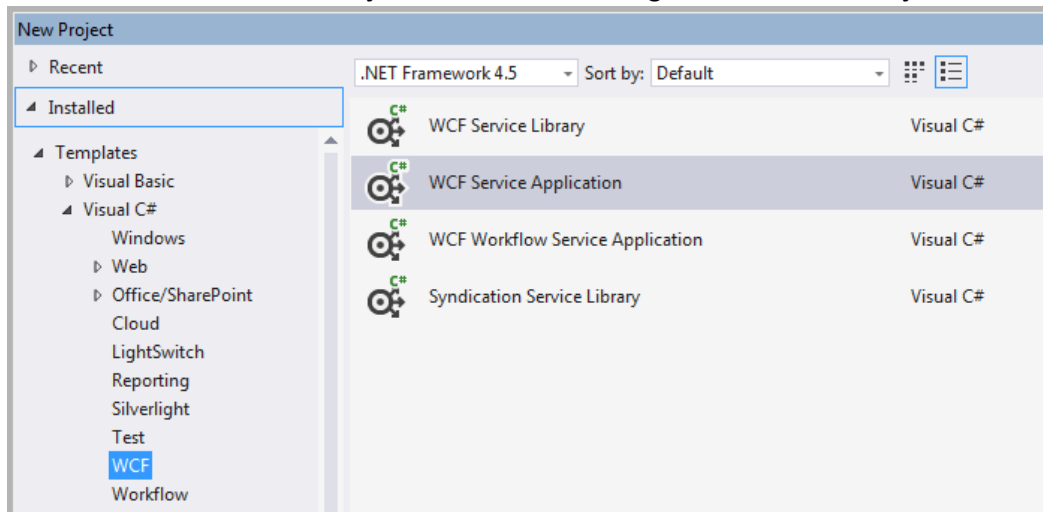 New Project
Recent
Installed
Templates
Visual Basic
Visual C#
Windows
Web
Office/SharePoint
Cloud
LightSwitch
Reporting
Silverlight
Test
WCF
Workflow
.NET Framework 4.5 Sort by: Default
C# WCF Service Library Visual C#
C# WCF Service Application Visual C#
C# WCF Workflow Service Application Visual C#
C# Syndication Service Library Visual C#